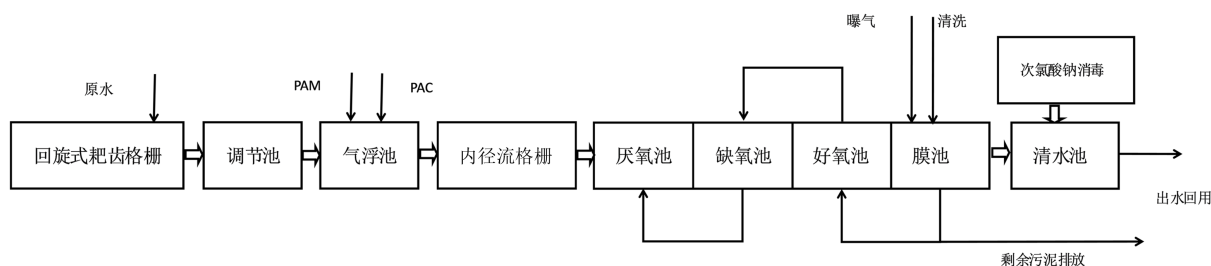 曝气
清洗
次氯酸钠消毒
原水
PAM
PAC
回旋式耙齿格栅
调节池
气浮池
内径流格栅
厌氧池
缺氧池
好氧池
膜池
清水池
出水回用
剩余污泥排放